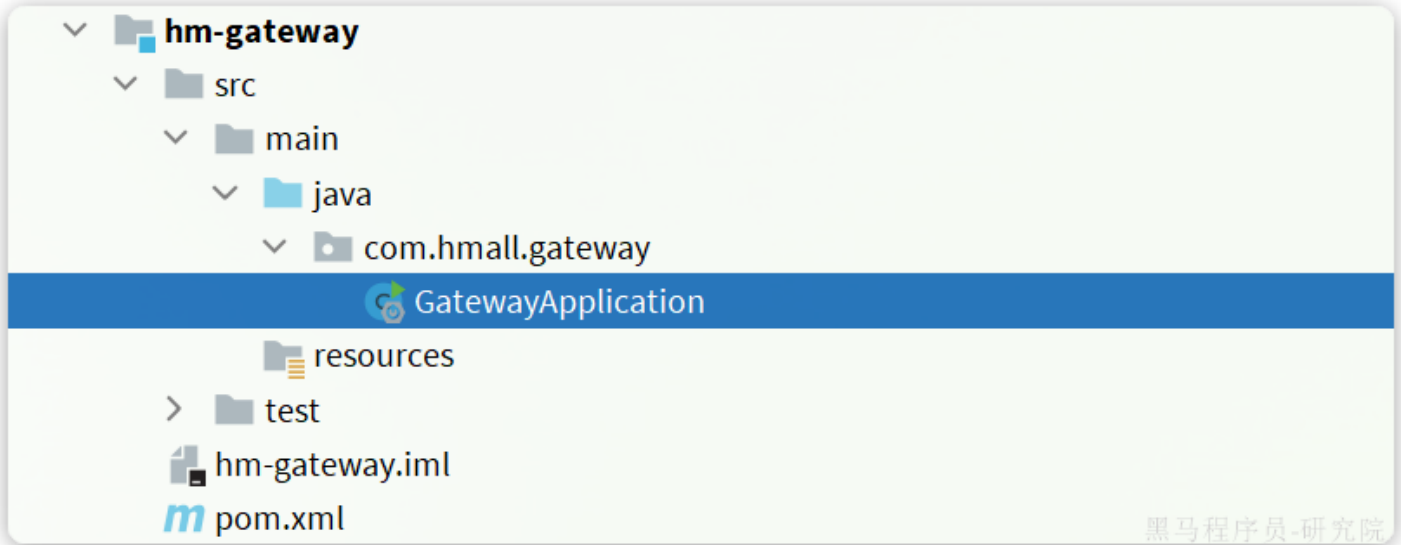 hm-gateway
src
main
java
com.hmall.gateway
GatewayApplication
resources
test
hm-gateway.iml
pom.xml
黑马程序员-研究院